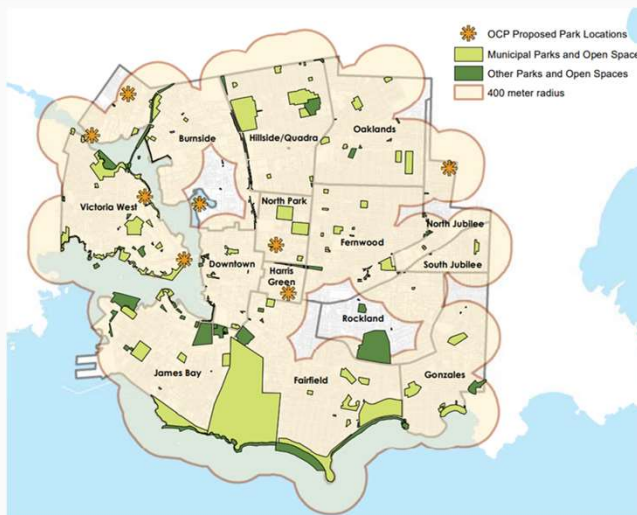 OCP Proposed Park Locations
Municipal Parks and Open Space
Other Parks and Open Spaces
400 meter radius
Burnside
Hillside/Quadra
Oaklands
Victoria West
North Park
North Jubilee
Fernwood
Downtown
South Jubilee
Harris
Green
Rockland
James Bay
Fairfield
Gonzales